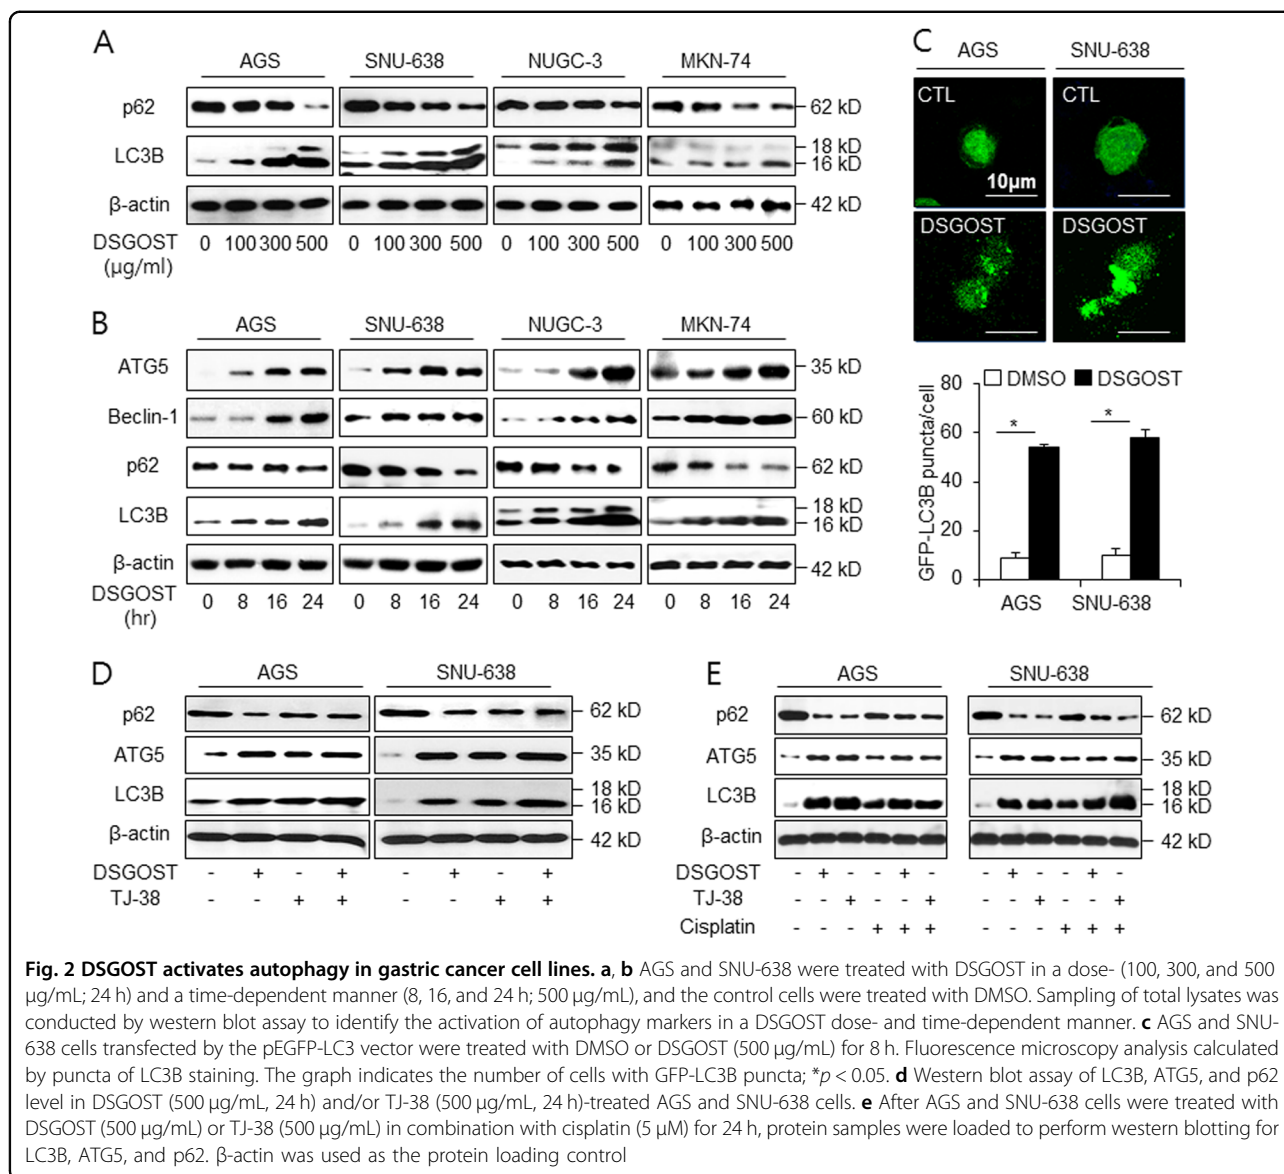 A
AGS SNU-638 NUGC-3 MKN-74
p62 62 kD
LC3B 18 kD
16 kD
β-actin 42 kD
DSGOST 0 100 300 500 0 100 300 500 0 100 300 500 0 100 300 500
(μg/ml)
B
AGS SNU-638 NUGC-3 MKN-74
ATG5 35 kD
Beclin-1 60 kD
p62 62 kD
LC3B 18 kD
16 kD
β-actin 42 kD
DSGOST 0 8 16 24 0 8 16 24 0 8 16 24 0 8 16 24
(hr)
C
AGS SNU-638
CTL CTL
10μm
DSGOST DSGOST
GFP-LC3B puncta/cell
80 DMSO DSGOST
60 * *
40
20
0
AGS SNU-638
D
AGS SNU-638
p62 62 kD
ATG5 35 kD
LC3B 18 kD
16 kD
β-actin 42 kD
DSGOST - + - + - + - +
TJ-38 - - + + - - + +
E
AGS SNU-638
p62 62 kD
ATG5 35 kD
LC3B 18 kD
16 kD
β-actin 42 kD
DSGOST - + - - + - - + - - + -
TJ-38 - - + - - + - - + - - +
Cisplatin - - - + + + - - - + + +
Fig. 2 DSGOST activates autophagy in gastric cancer cell lines. a, b AGS and SNU-638 were treated with DSGOST in a dose- (100, 300, and 500
μg/mL; 24 h) and a time-dependent manner (8, 16, and 24 h; 500 μg/mL), and the control cells were treated with DMSO. Sampling of total lysates was
conducted by western blot assay to identify the activation of autophagy markers in a DSGOST dose- and time-dependent manner. c AGS and SNU-
638 cells transfected by the pEGFP-LC3 vector were treated with DMSO or DSGOST (500 μg/mL) for 8 h. Fluorescence microscopy analysis calculated
by puncta of LC3B staining. The graph indicates the number of cells with GFP-LC3B puncta; *p < 0.05. d Western blot assay of LC3B, ATG5, and p62
level in DSGOST (500 μg/mL, 24 h) and/or TJ-38 (500 μg/mL, 24 h)-treated AGS and SNU-638 cells. e After AGS and SNU-638 cells were treated with
DSGOST (500 μg/mL) or TJ-38 (500 μg/mL) in combination with cisplatin (5 μM) for 24 h, protein samples were loaded to perform western blotting for
LC3B, ATG5, and p62. β-actin was used as the protein loading control